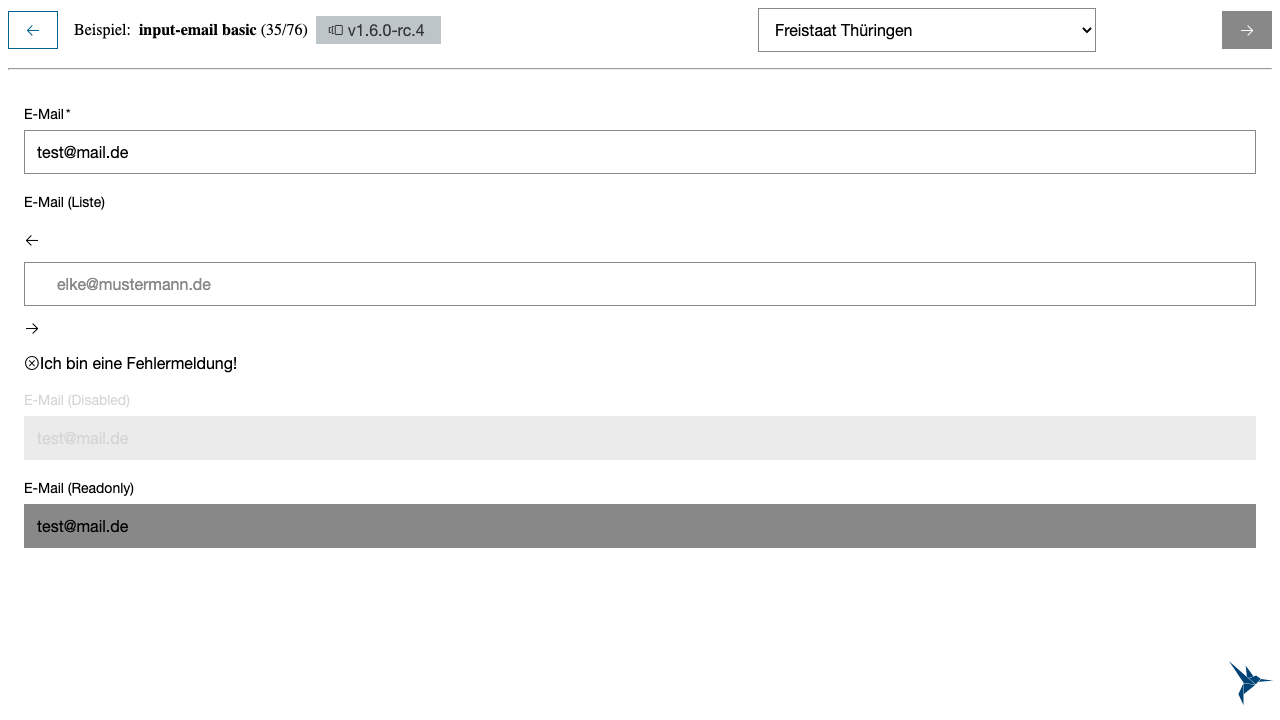 Beispiel: input-email basic (35/76) v1.6.0-rc.4 Freistaat Thüringen
E-Mail*
test@mail.de
E-Mail (Liste)
elke@mustermann.de
Ich bin eine Fehlermeldung!
E-Mail (Disabled)
test@mail.de
E-Mail (Readonly)
test@mail.de